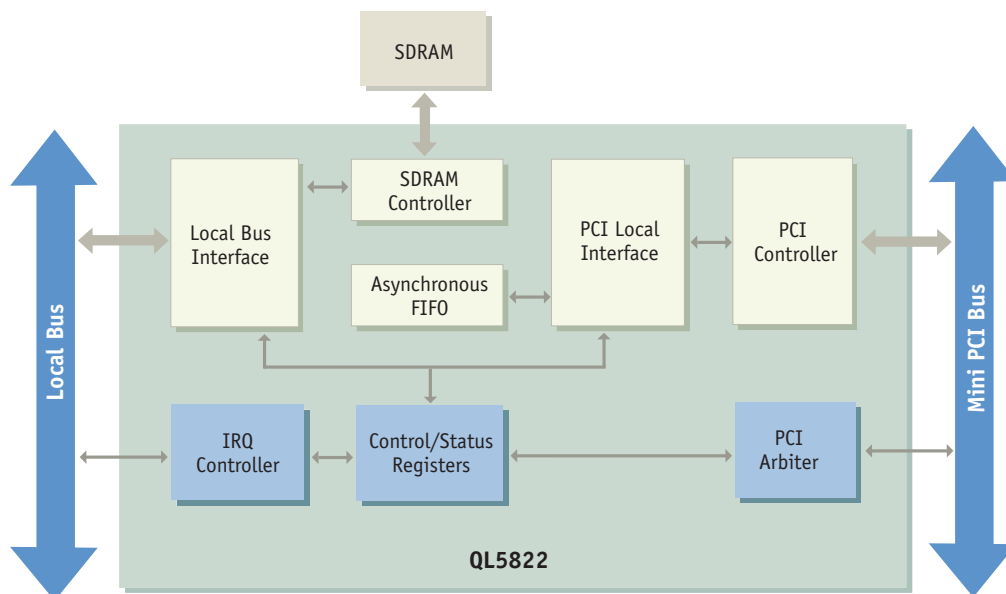 SDRAM
SDRAM
Controller
Local Bus
Interface
PCI Local
Interface
PCI
Controller
Asynchronous
FIFO
Local Bus
Mini PCI Bus
IRQ
Controller
Control/Status
Registers
PCI
Arbiter
QL5822